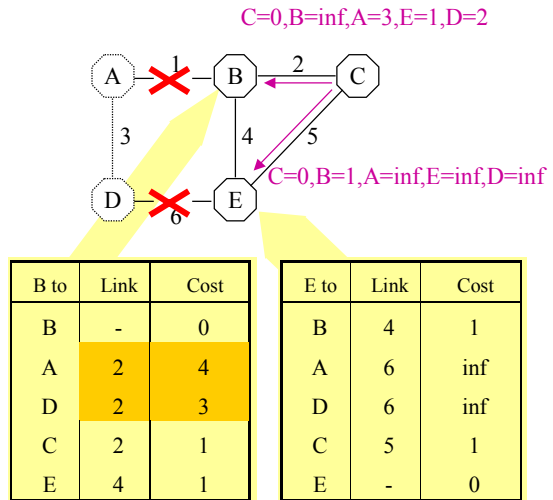 C=0,B=inf,A=3,E=1,D=2
A 1 B 2 C
3 4 5
C=0,B=1,A=inf,E=inf,D=inf
D 6 E
B to Link Cost
B - 0
A 2 4
D 2 3
C 2 1
E 4 1
E to Link Cost
B 4 1
A 6 inf
D 6 inf
C 5 1
E - 0